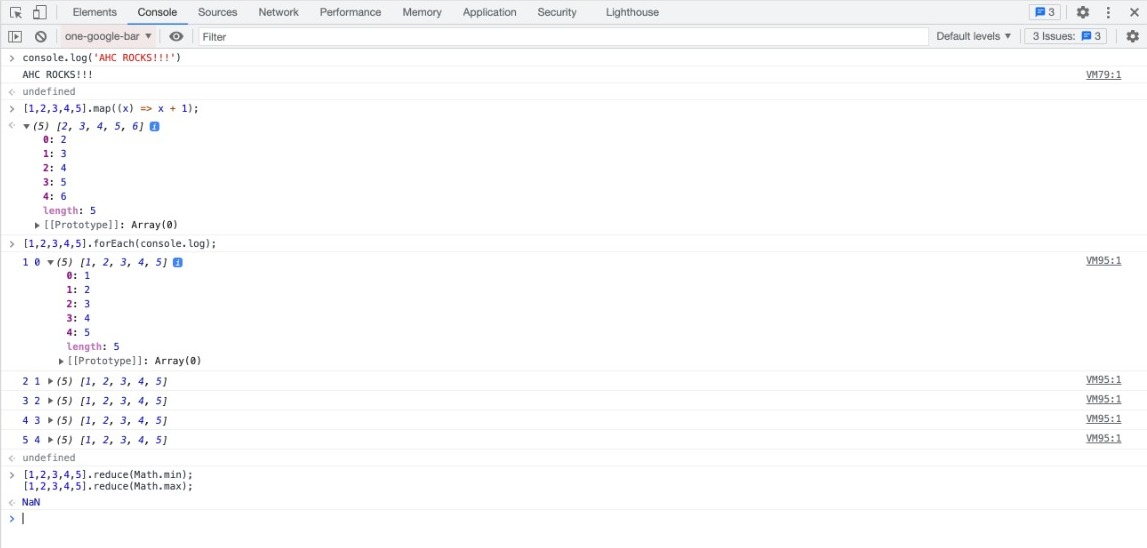 Elements Console Sources Network Performance Memory Application Security Lighthouse 3
one-google-bar Filter Default levels 3 Issues: 3
> console.log('AHC ROCKS!!!')
AHC ROCKS!!! VM79:1
undefined
> [1,2,3,4,5].map((x) => x + 1);
(5) [2, 3, 4, 5, 6] i
0: 2
1: 3
2: 4
3: 5
4: 6
length: 5
[[Prototype]]: Array(0)
> [1,2,3,4,5].forEach(console.log);
1 0 (5) [1, 2, 3, 4, 5] i VM95:1
0: 1
1: 2
2: 3
3: 4
4: 5
length: 5
[[Prototype]]: Array(0)
2 1 (5) [1, 2, 3, 4, 5] VM95:1
3 2 (5) [1, 2, 3, 4, 5] VM95:1
4 3 (5) [1, 2, 3, 4, 5] VM95:1
5 4 (5) [1, 2, 3, 4, 5] VM95:1
undefined
> [1,2,3,4,5].reduce(Math.min);
[1,2,3,4,5].reduce(Math.max);
NaN
>